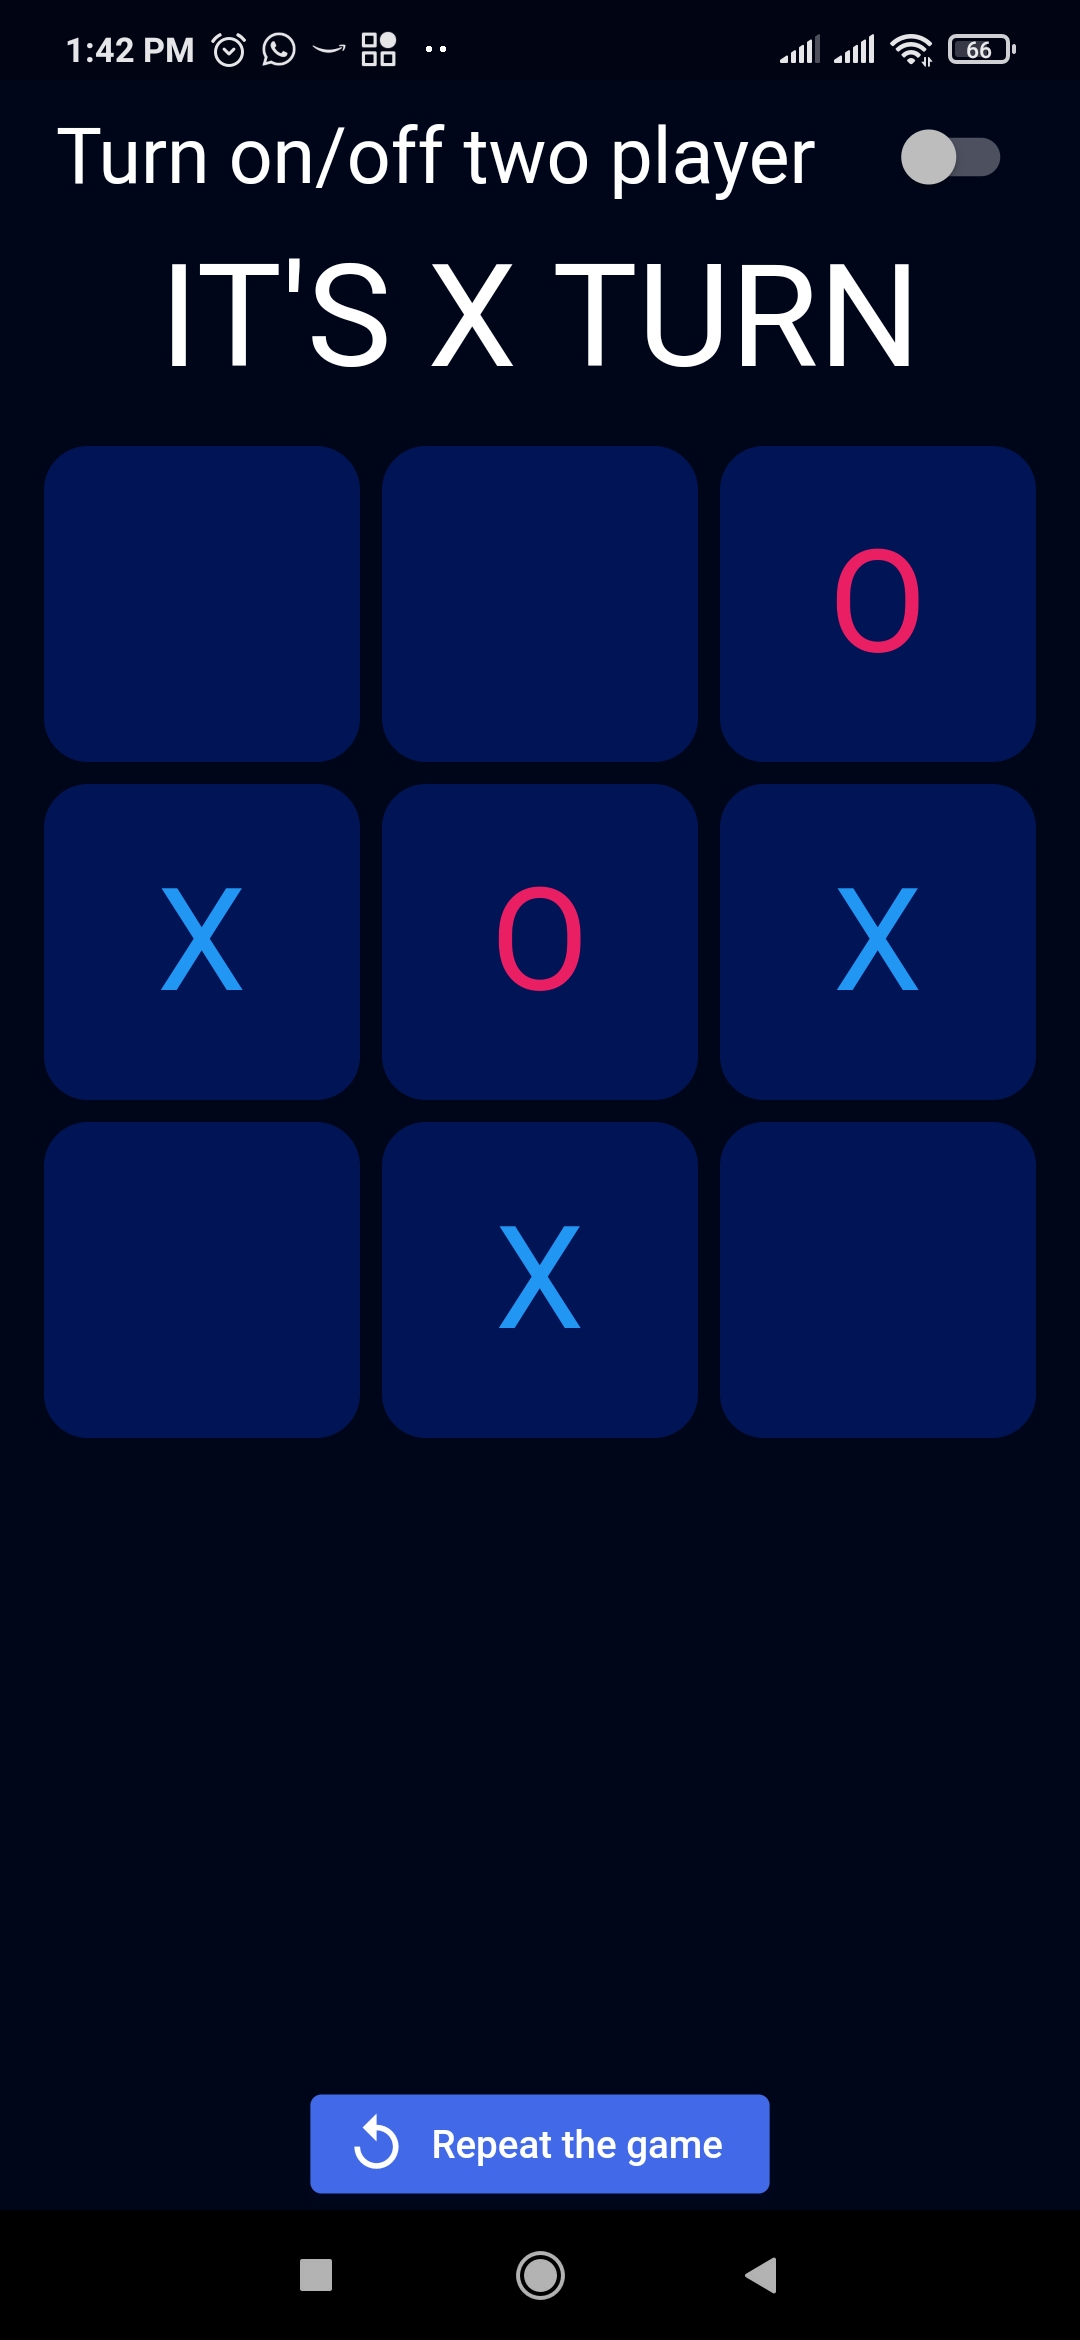 1:42 PM 66
Turn on/off two player
IT'S X TURN
O
X O X
X
Repeat the game